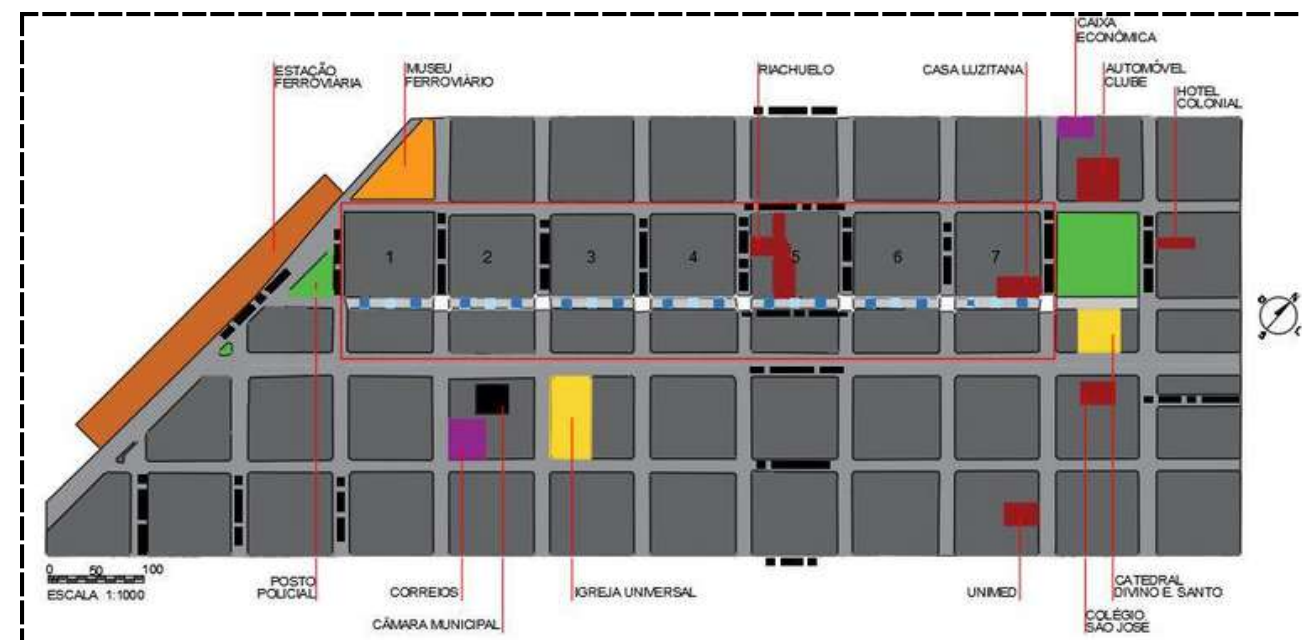 CAIXA
ECONÔMICA
ESTAÇÃO
FERROVIÁRIA
MUSEU
FERROVIÁRIO
RIACHUELO
CASA LUZITANA
AUTOMÓVEL
CLUBE
HOTEL
COLONIAL
1
2
3
4
5
6
7
0 50 100
ESCALA 1:1000
POSTO
POLICIAL
CORREIOS
CÂMARA MUNICIPAL
IGREJA UNIVERSAL
UNIMED
CATEDRAL
DIVINO E. SANTO
COLÉGIO
SÃO JOSE